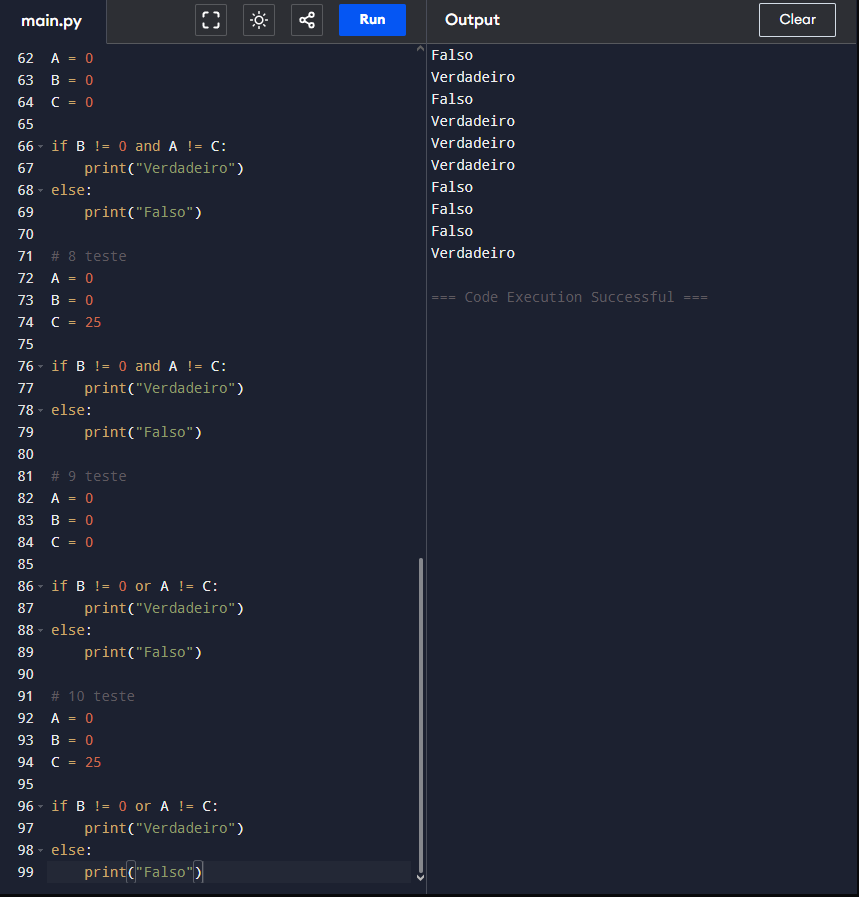 main.py
Run
62 A = 0
63 B = 0
64 C = 0
65
66 if B != 0 and A != C:
67     print("Verdadeiro")
68 else:
69     print("Falso")
70
71 # 8 teste
72 A = 0
73 B = 0
74 C = 25
75
76 if B != 0 and A != C:
77     print("Verdadeiro")
78 else:
79     print("Falso")
80
81 # 9 teste
82 A = 0
83 B = 0
84 C = 0
85
86 if B != 0 or A != C:
87     print("Verdadeiro")
88 else:
89     print("Falso")
90
91 # 10 teste
92 A = 0
93 B = 0
94 C = 25
95
96 if B != 0 or A != C:
97     print("Verdadeiro")
98 else:
99     print("Falso")
Output
Clear
Falso
Verdadeiro
Falso
Verdadeiro
Verdadeiro
Verdadeiro
Falso
Falso
Falso
Verdadeiro
=== Code Execution Successful ===